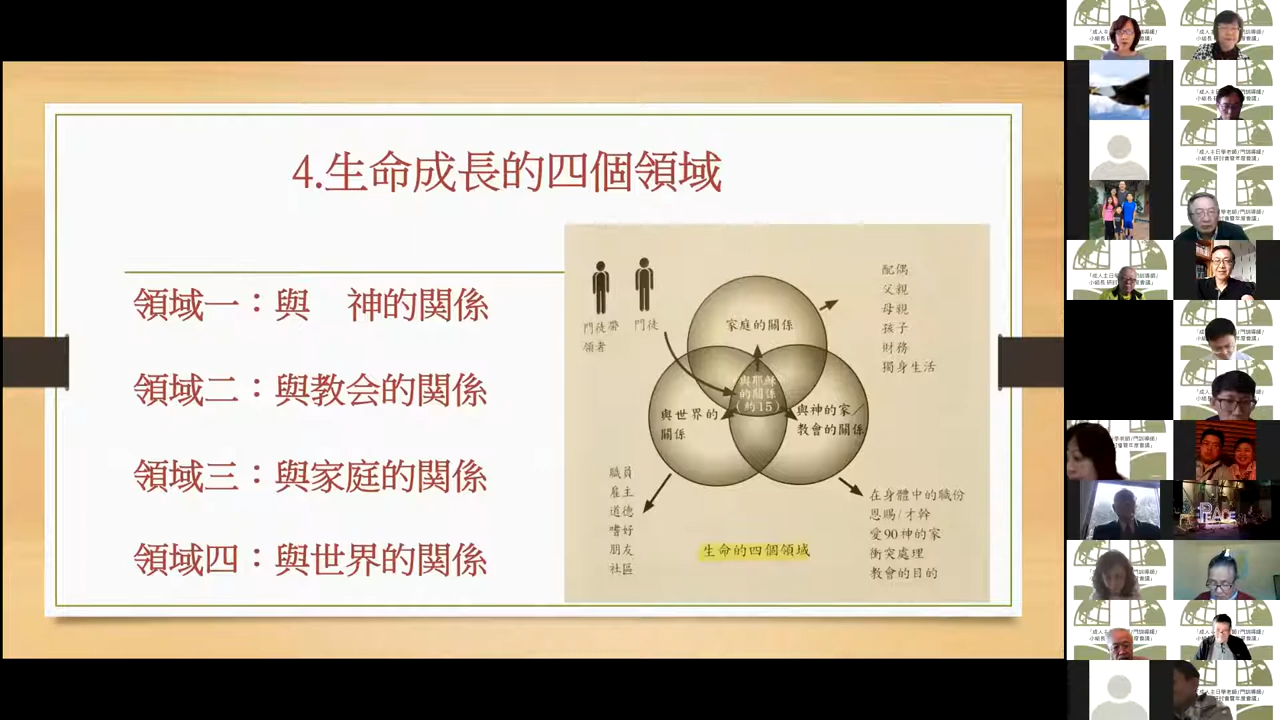 4.生命成長的四個領域
領域一：與　神的關係
領域二：與教会的關係
領域三：與家庭的關係
領域四：與世界的關係
門徒帶
領者
門徒
家庭的關係
與耶穌
的關係
(約15)
與世界的
關係
與神的家/
教會的關係
配偶
父親
母親
孩子
財務
獨身生活
職員
雇主
道德
嗜好
朋友
社區
在身體中的職份
恩賜/才幹
愛90神的家
衝突處理
教會的目的
生命的四個領域
PEACE